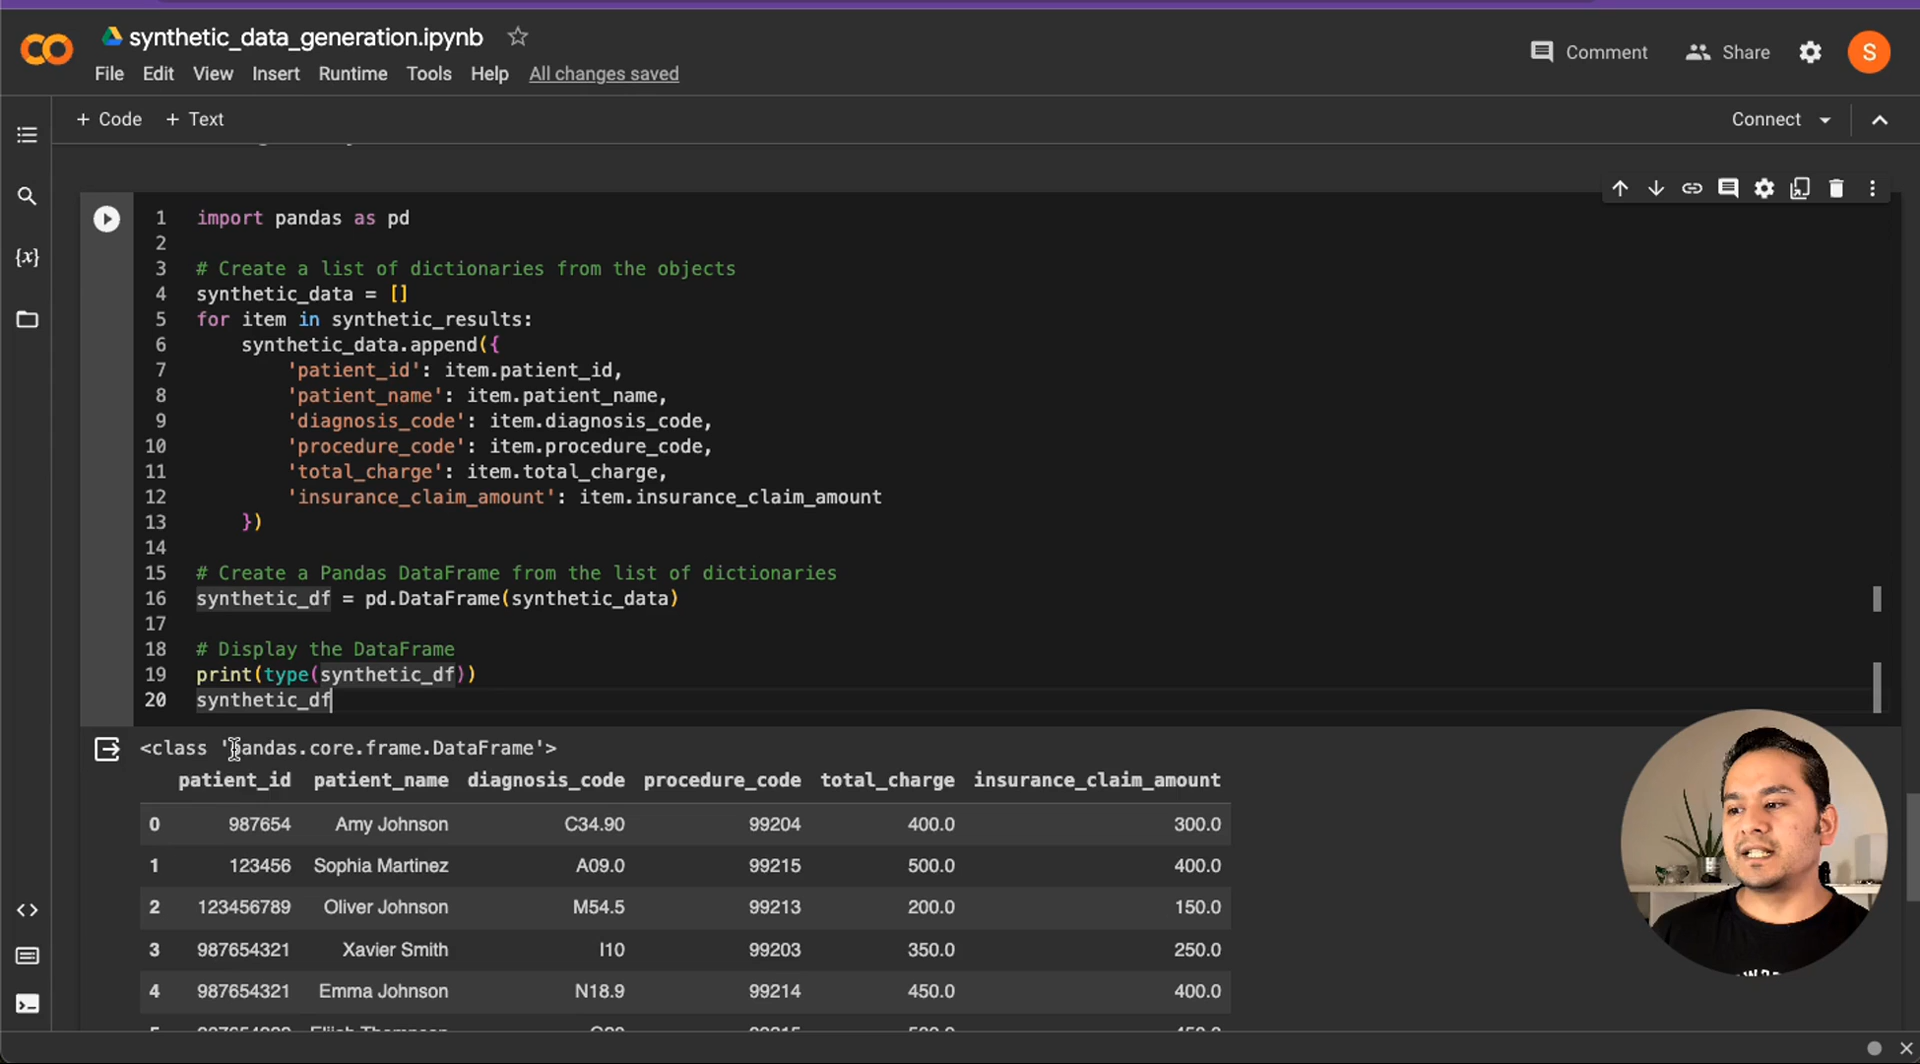 synthetic_data_generation.ipynb
Comment
Share
S
File Edit View Insert Runtime Tools Help All changes saved
+ Code + Text
Connect
1 import pandas as pd
2
3 # Create a list of dictionaries from the objects
4 synthetic_data = []
5 for item in synthetic_results:
6 synthetic_data.append({
7 'patient_id': item.patient_id,
8 'patient_name': item.patient_name,
9 'diagnosis_code': item.diagnosis_code,
10 'procedure_code': item.procedure_code,
11 'total_charge': item.total_charge,
12 'insurance_claim_amount': item.insurance_claim_amount
13 })
14
15 # Create a Pandas DataFrame from the list of dictionaries
16 synthetic_df = pd.DataFrame(synthetic_data)
17
18 # Display the DataFrame
19 print(type(synthetic_df))
20 synthetic_df
<class 'pandas.core.frame.DataFrame'>
patient_id patient_name diagnosis_code procedure_code total_charge insurance_claim_amount
0 987654 Amy Johnson C34.90 99204 400.0 300.0
1 123456 Sophia Martinez A09.0 99215 500.0 400.0
2 123456789 Oliver Johnson M54.5 99213 200.0 150.0
3 987654321 Xavier Smith I10 99203 350.0 250.0
4 987654321 Emma Johnson N18.9 99214 450.0 400.0